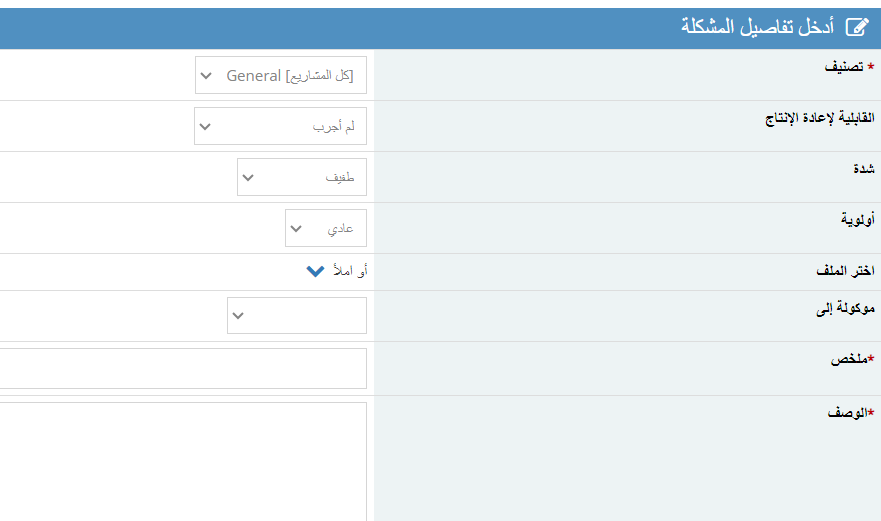 أدخل تفاصيل المشكلة
* تصنيف
[كل المشاريع] General
القابلية لإعادة الإنتاج
لم أجرب
شدة
طفيف
أولوية
عادي
اختر الملف
أو املأ
موكولة إلى
*ملخص
*الوصف